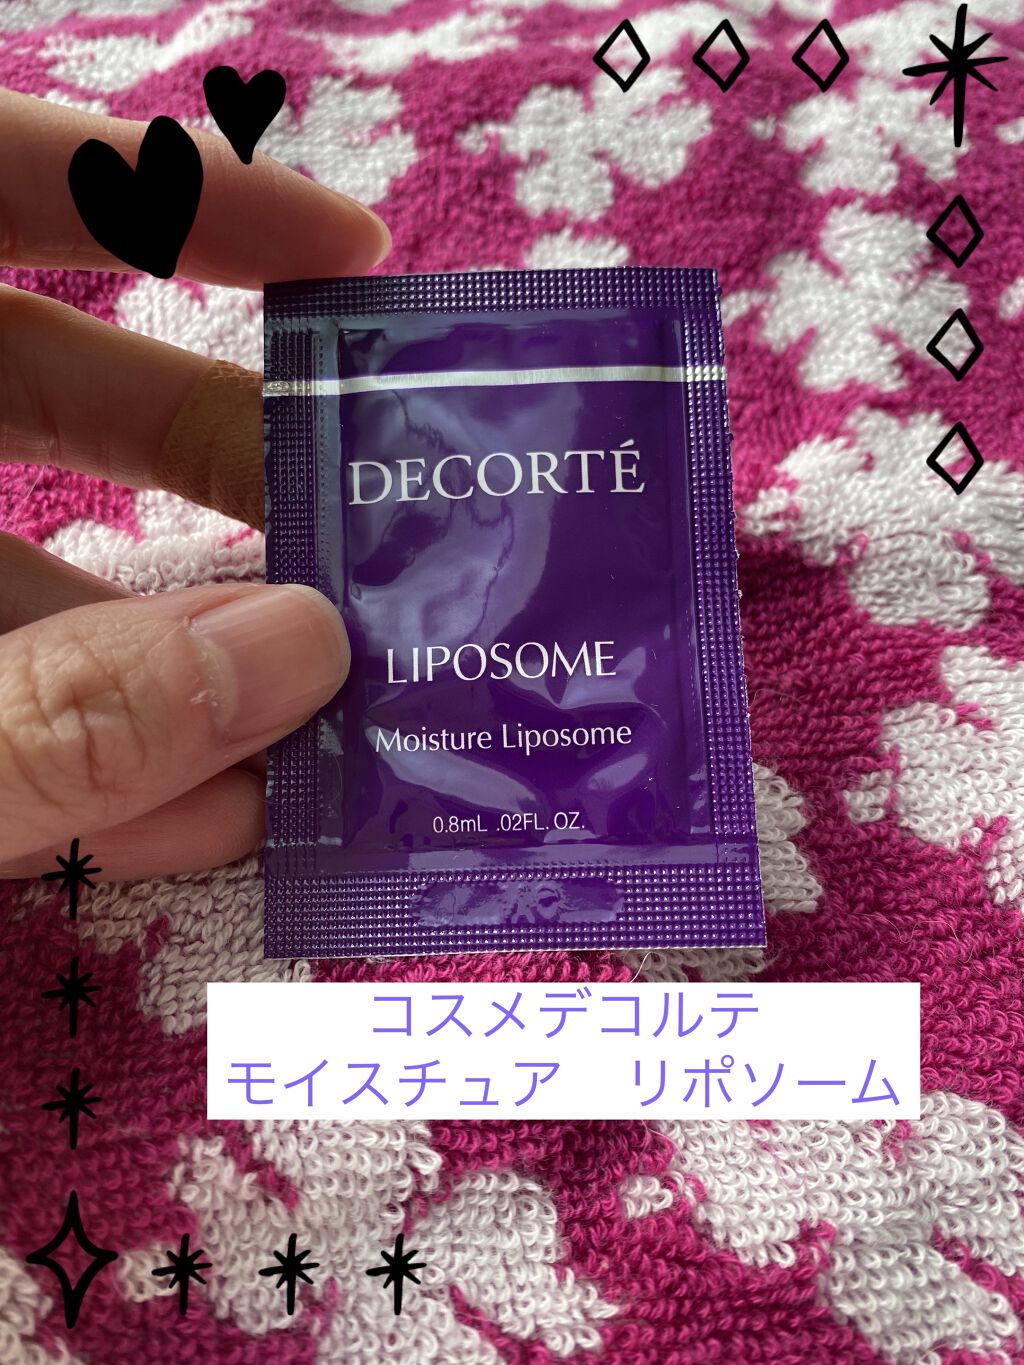 DECORTÉ
LIPOSOME
Moisture Liposome
0.8mL .02FL. OZ.
コスメデコルテ
モイスチュア　リポソーム